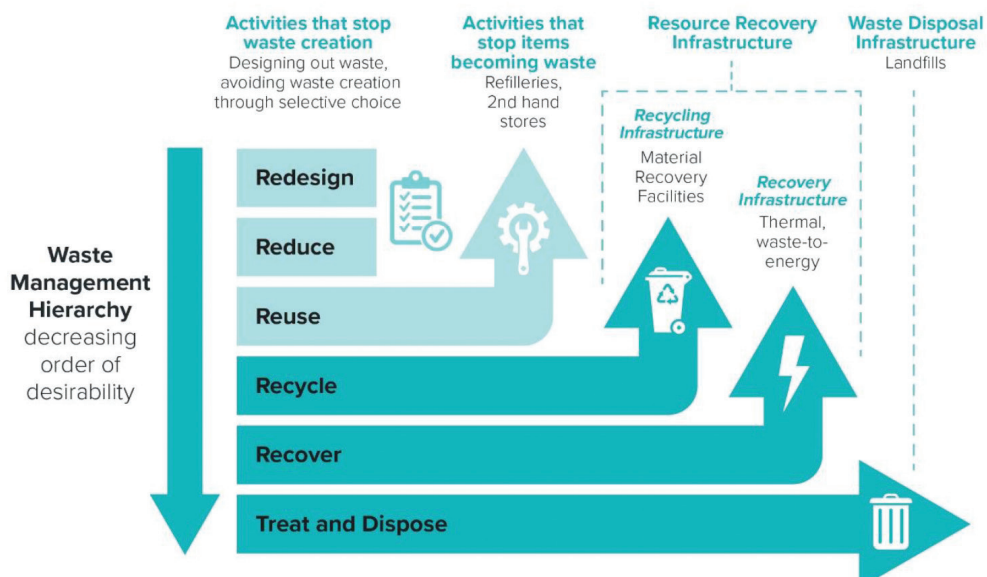 Activities that stop
waste creation
Designing out waste,
avoiding waste creation
through selective choice
Activities that
stop items
becoming waste
Refilleries,
2nd hand
stores
Resource Recovery
Infrastructure
Waste Disposal
Infrastructure
Landfills
Recycling
Infrastructure
Material
Recovery
Facilities
Recovery
Infrastructure
Thermal,
waste-to-
energy
Waste
Management
Hierarchy
decreasing
order of
desirability
Redesign
Reduce
Reuse
Recycle
Recover
Treat and Dispose